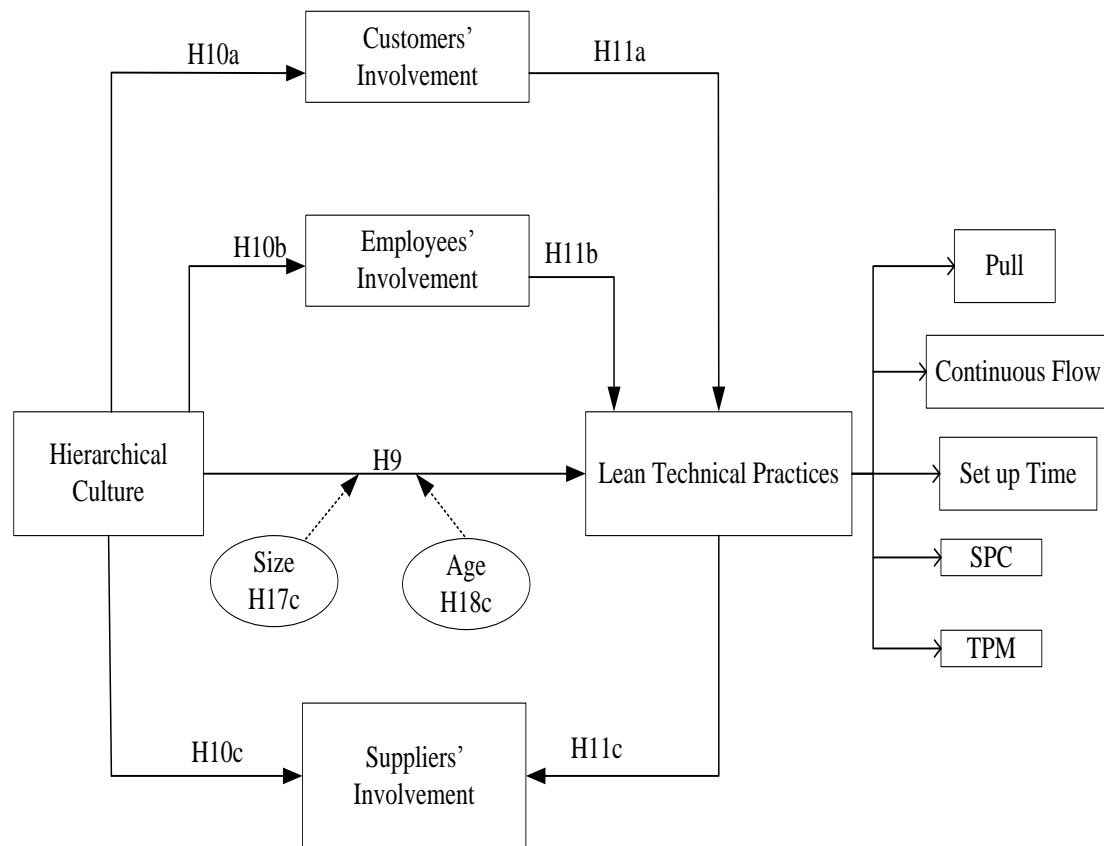 H10a
Customers’
Involvement
H11a
H10b
Employees’
Involvement
H11b
Pull
Continuous Flow
Hierarchical
Culture
H9
Lean Technical Practices
Set up Time
Size
H17c
Age
H18c
SPC
TPM
H10c
Suppliers’
Involvement
H11c